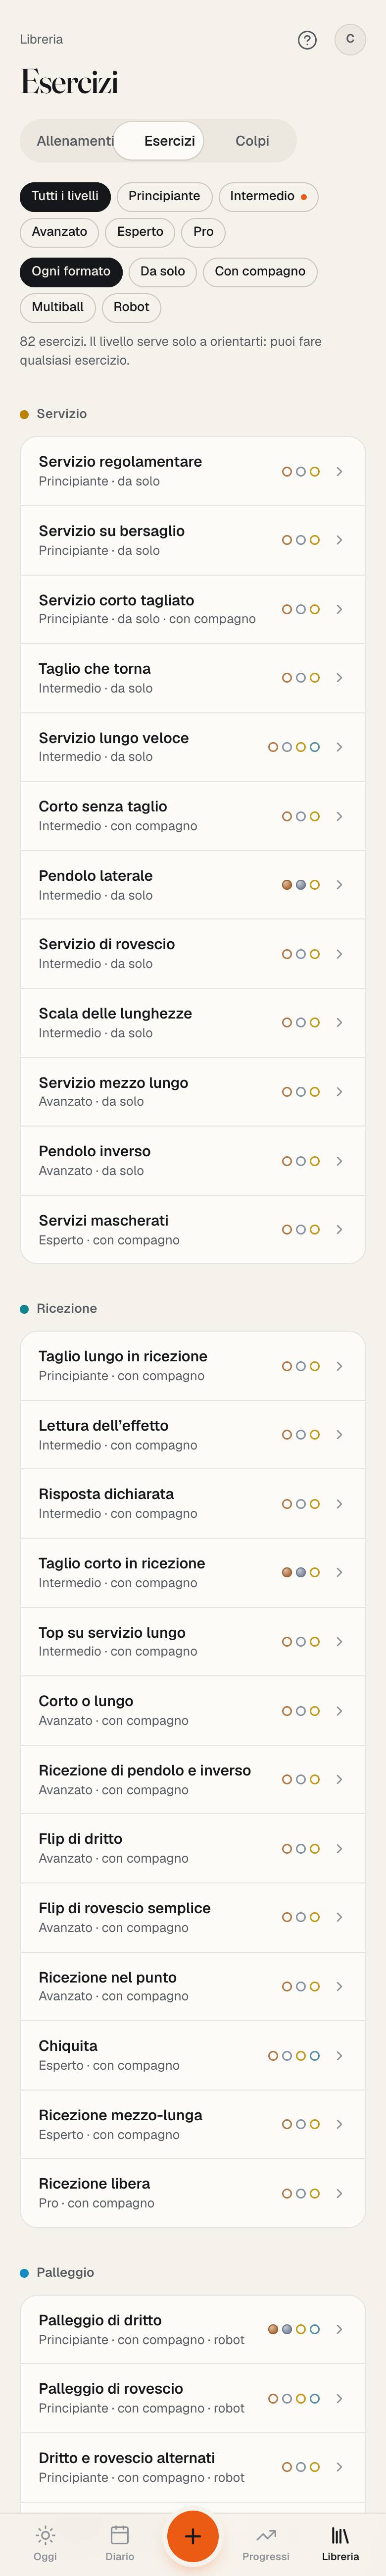 Libreria
C
Esercizi
Allenamenti Esercizi Colpi
Tutti i livelli Principiante Intermedio
Avanzato Esperto Pro
Ogni formato Da solo Con compagno
Multiball Robot
82 esercizi. Il livello serve solo a orientarti: puoi fare
qualsiasi esercizio.
Servizio
Servizio regolamentare
Principiante · da solo
Servizio su bersaglio
Principiante · da solo
Servizio corto tagliato
Principiante · da solo · con compagno
Taglio che torna
Intermedio · da solo
Servizio lungo veloce
Intermedio · da solo
Corto senza taglio
Intermedio · con compagno
Pendolo laterale
Intermedio · da solo
Servizio di rovescio
Intermedio · da solo
Scala delle lunghezze
Intermedio · da solo
Servizio mezzo lungo
Avanzato · da solo
Pendolo inverso
Avanzato · da solo
Servizi mascherati
Esperto · con compagno
Ricezione
Taglio lungo in ricezione
Principiante · con compagno
Lettura dell’effetto
Intermedio · con compagno
Risposta dichiarata
Intermedio · con compagno
Taglio corto in ricezione
Intermedio · con compagno
Top su servizio lungo
Intermedio · con compagno
Corto o lungo
Avanzato · con compagno
Ricezione di pendolo e inverso
Avanzato · con compagno
Flip di dritto
Avanzato · con compagno
Flip di rovescio semplice
Avanzato · con compagno
Ricezione nel punto
Avanzato · con compagno
Chiquita
Esperto · con compagno
Ricezione mezzo-lunga
Esperto · con compagno
Ricezione libera
Pro · con compagno
Palleggio
Palleggio di dritto
Principiante · con compagno · robot
Palleggio di rovescio
Principiante · con compagno · robot
Dritto e rovescio alternati
Principiante · con compagno · robot
Oggi Diario Progressi Libreria